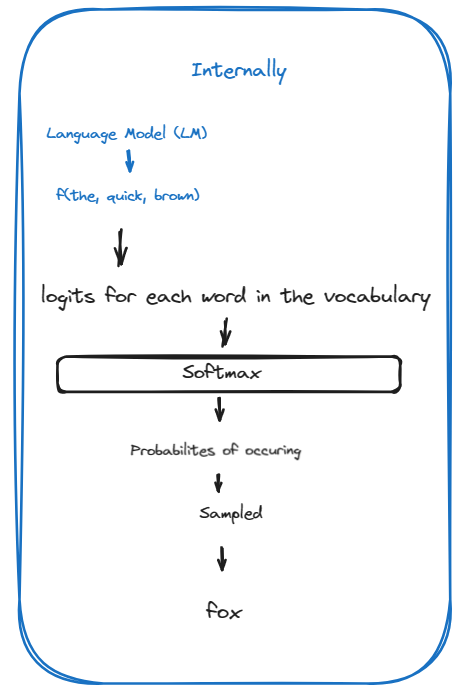 Internally
Language Model (LM)
f(the, quick, brown)
logits for each word in the vocabulary
Softmax
Probabilites of occuring
Sampled
fox